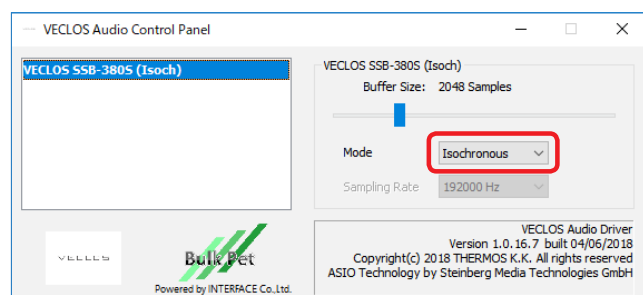 VECLOS Audio Control Panel
VECLOS SSB-380S (Isoch)
VECLOS SSB-380S (Isoch)
Buffer Size: 2048 Samples
Mode Isochronous
Sampling Rate 192000 Hz
VECLOS
Bulk Pet
Powered by INTERFACE Co.,Ltd.
VECLOS Audio Driver
Version 1.0.16.7 built 04/06/2018
Copyright(c) 2018 THERMOS K.K. All rights reserved
ASIO Technology by Steinberg Media Technologies GmbH